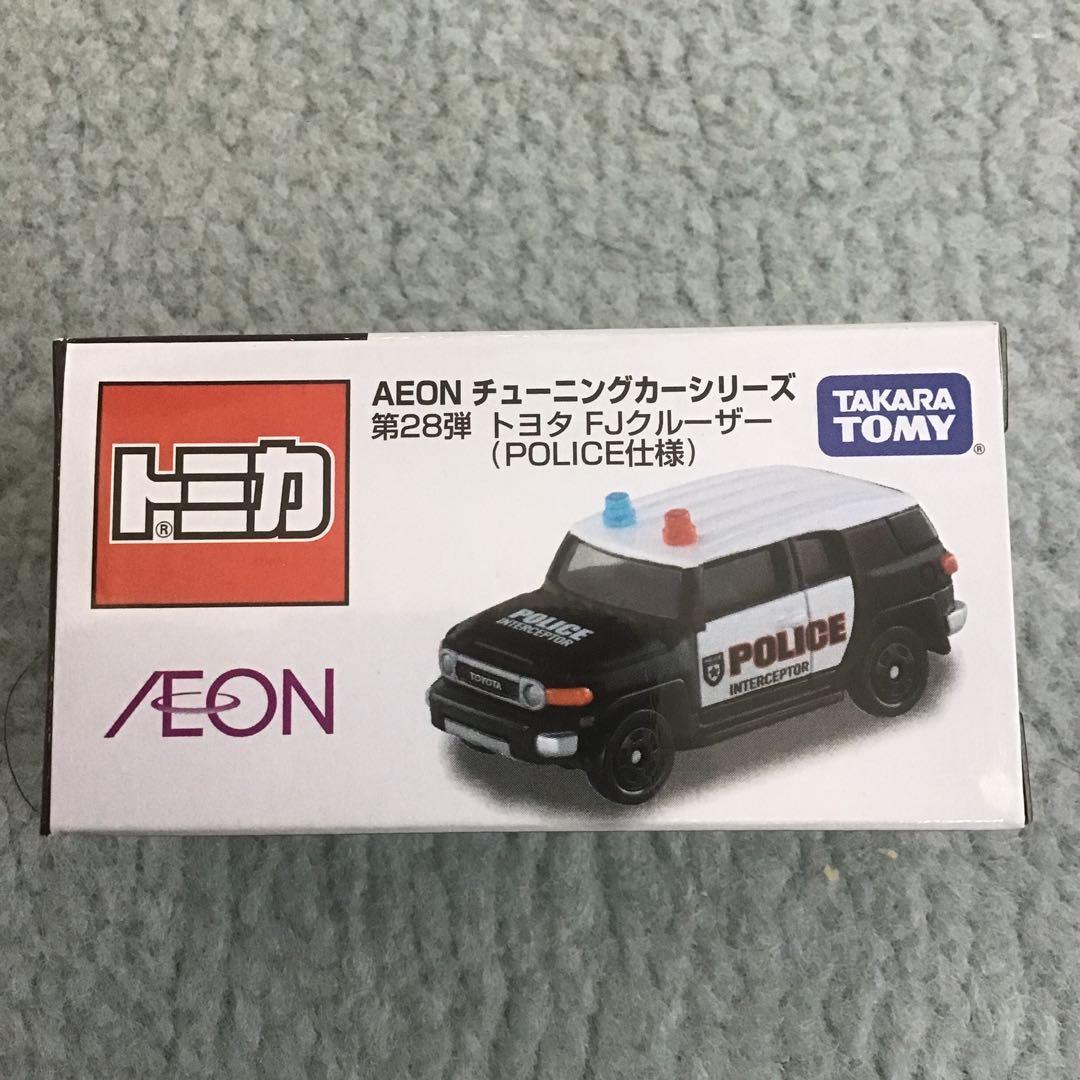 AEON チューニングカーシリーズ
第28弾 トヨタ FJクルーザー
(POLICE仕様)
TAKARA
TOMY
®
トミカ
®
ÆON
POLICE
INTERCEPTOR
TOYOTA
POLICE
INTERCEPTOR